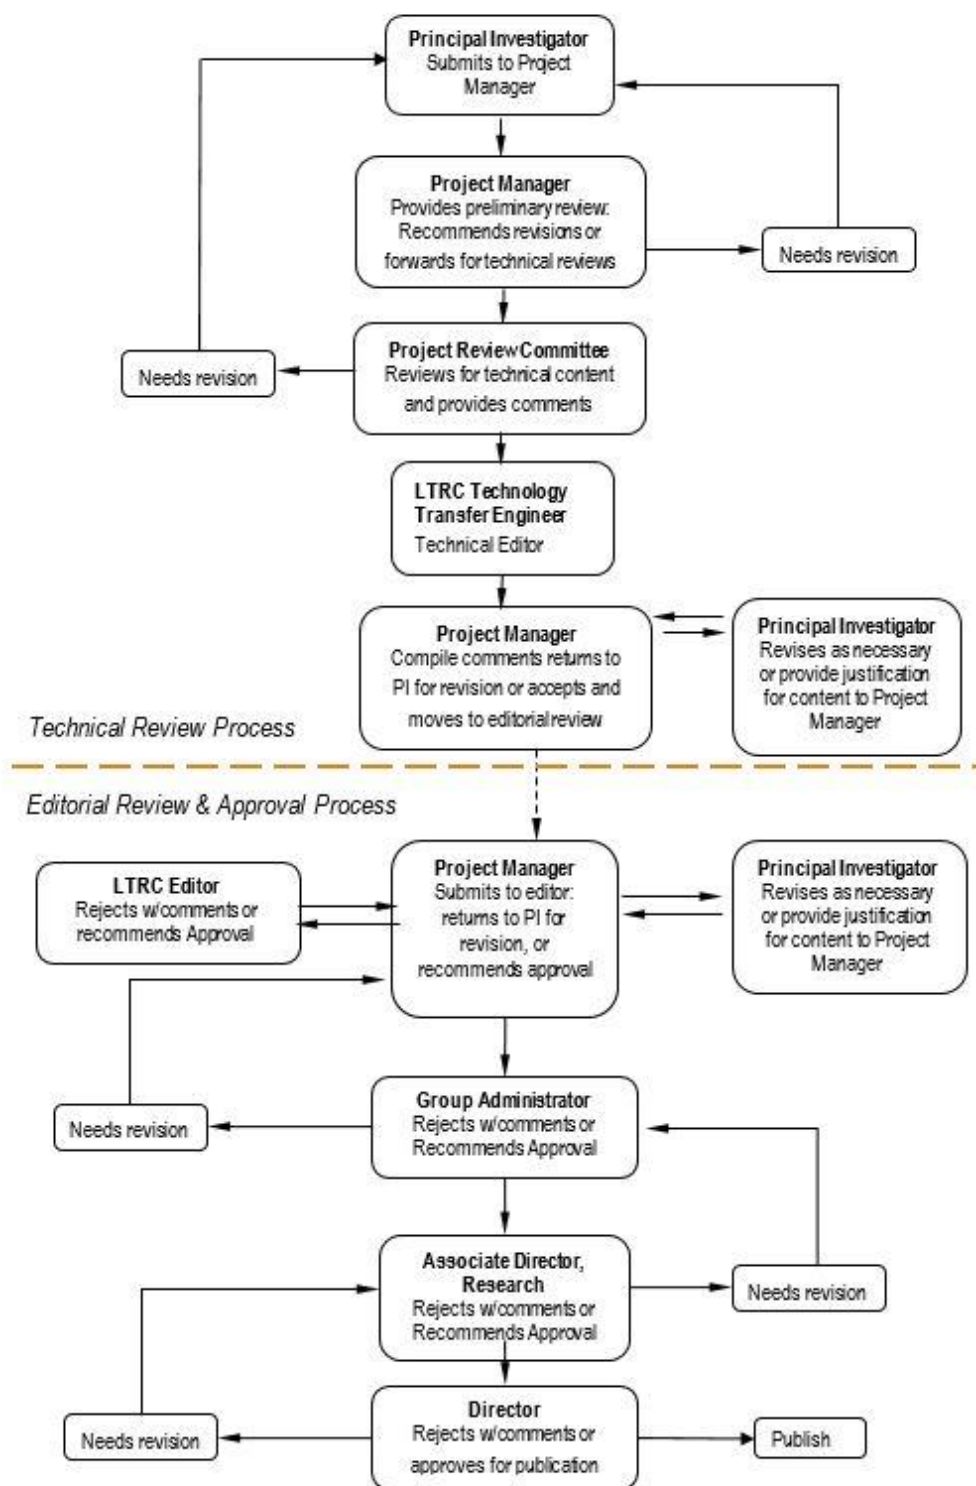 Principal Investigator
Submits to Project
Manager
Project Manager
Provides preliminary review:
Recommends revisions or
forwards for technical reviews
Needs revision
Project Review Committee
Reviews for technical content
and provides comments
Needs revision
LTRC Technology
Transfer Engineer
Technical Editor
Project Manager
Compile comments returns to
PI for revision or accepts and
moves to editorial review
Principal Investigator
Revises as necessary
or provide justification
for content to Project
Manager
Technical Review Process
Editorial Review & Approval Process
LTRC Editor
Rejects w/comments or
recommends Approval
Project Manager
Submits to editor:
returns to PI for
revision, or
recommends approval
Principal Investigator
Revises as necessary
or provide justification
for content to Project
Manager
Group Administrator
Rejects w/comments or
Recommends Approval
Needs revision
Associate Director,
Research
Rejects w/comments or
Recommends Approval
Needs revision
Director
Rejects w/comments or
approves for publication
Needs revision
Publish